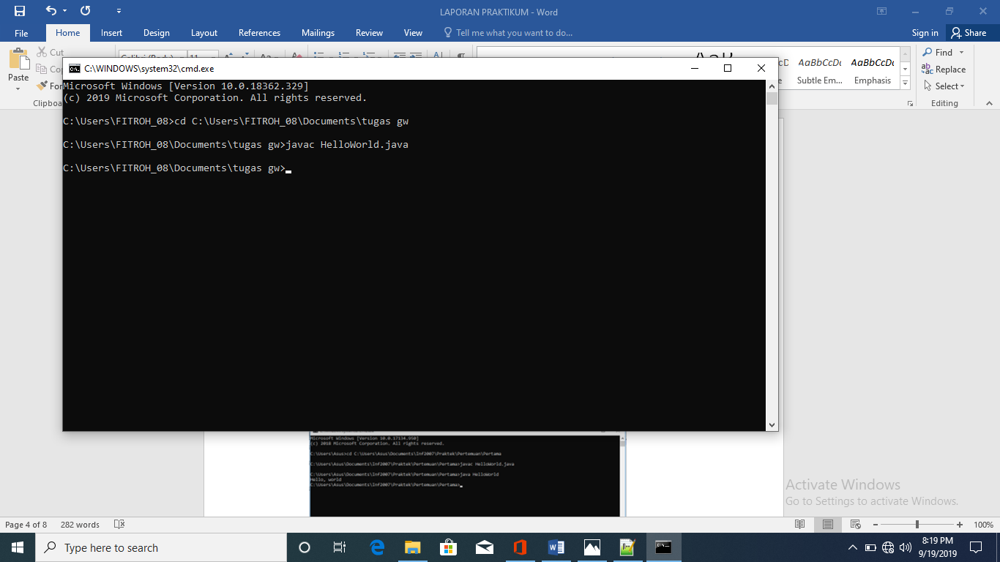 LAPORAN PRAKTIKUM - Word
File Home Insert Design Layout References Mailings Review View Tell me what you want to do... Sign in Share
Cut
Paste
Clipboa
11
Subtle Em... Emphasis
AaBbCcDc AaBbCcDc
Find
Replace
Select
Editing
C:\WINDOWS\system32\cmd.exe
Microsoft Windows [Version 10.0.18362.329]
(c) 2019 Microsoft Corporation. All rights reserved.
C:\Users\FITROH_08>cd C:\Users\FITROH_08\Documents\tugas gw
C:\Users\FITROH_08\Documents\tugas gw>javac HelloWorld.java
C:\Users\FITROH_08\Documents\tugas gw>
Microsoft Windows [Version 10.0.17134.950]
(c) 2018 Microsoft Corporation. All rights reserved.
C:\Users\Asus>cd C:\Users\Asus\Documents\Inf2007\Praktek\Pertemuan\Pertama
C:\Users\Asus\Documents\Inf2007\Praktek\Pertemuan\Pertama>javac HelloWorld.java
C:\Users\Asus\Documents\Inf2007\Praktek\Pertemuan\Pertama>java HelloWorld
Hello, world
C:\Users\Asus\Documents\Inf2007\Praktek\Pertemuan\Pertama>
Activate Windows
Go to Settings to activate Windows.
Page 4 of 8 282 words
100%
Type here to search
8:19 PM
9/19/2019